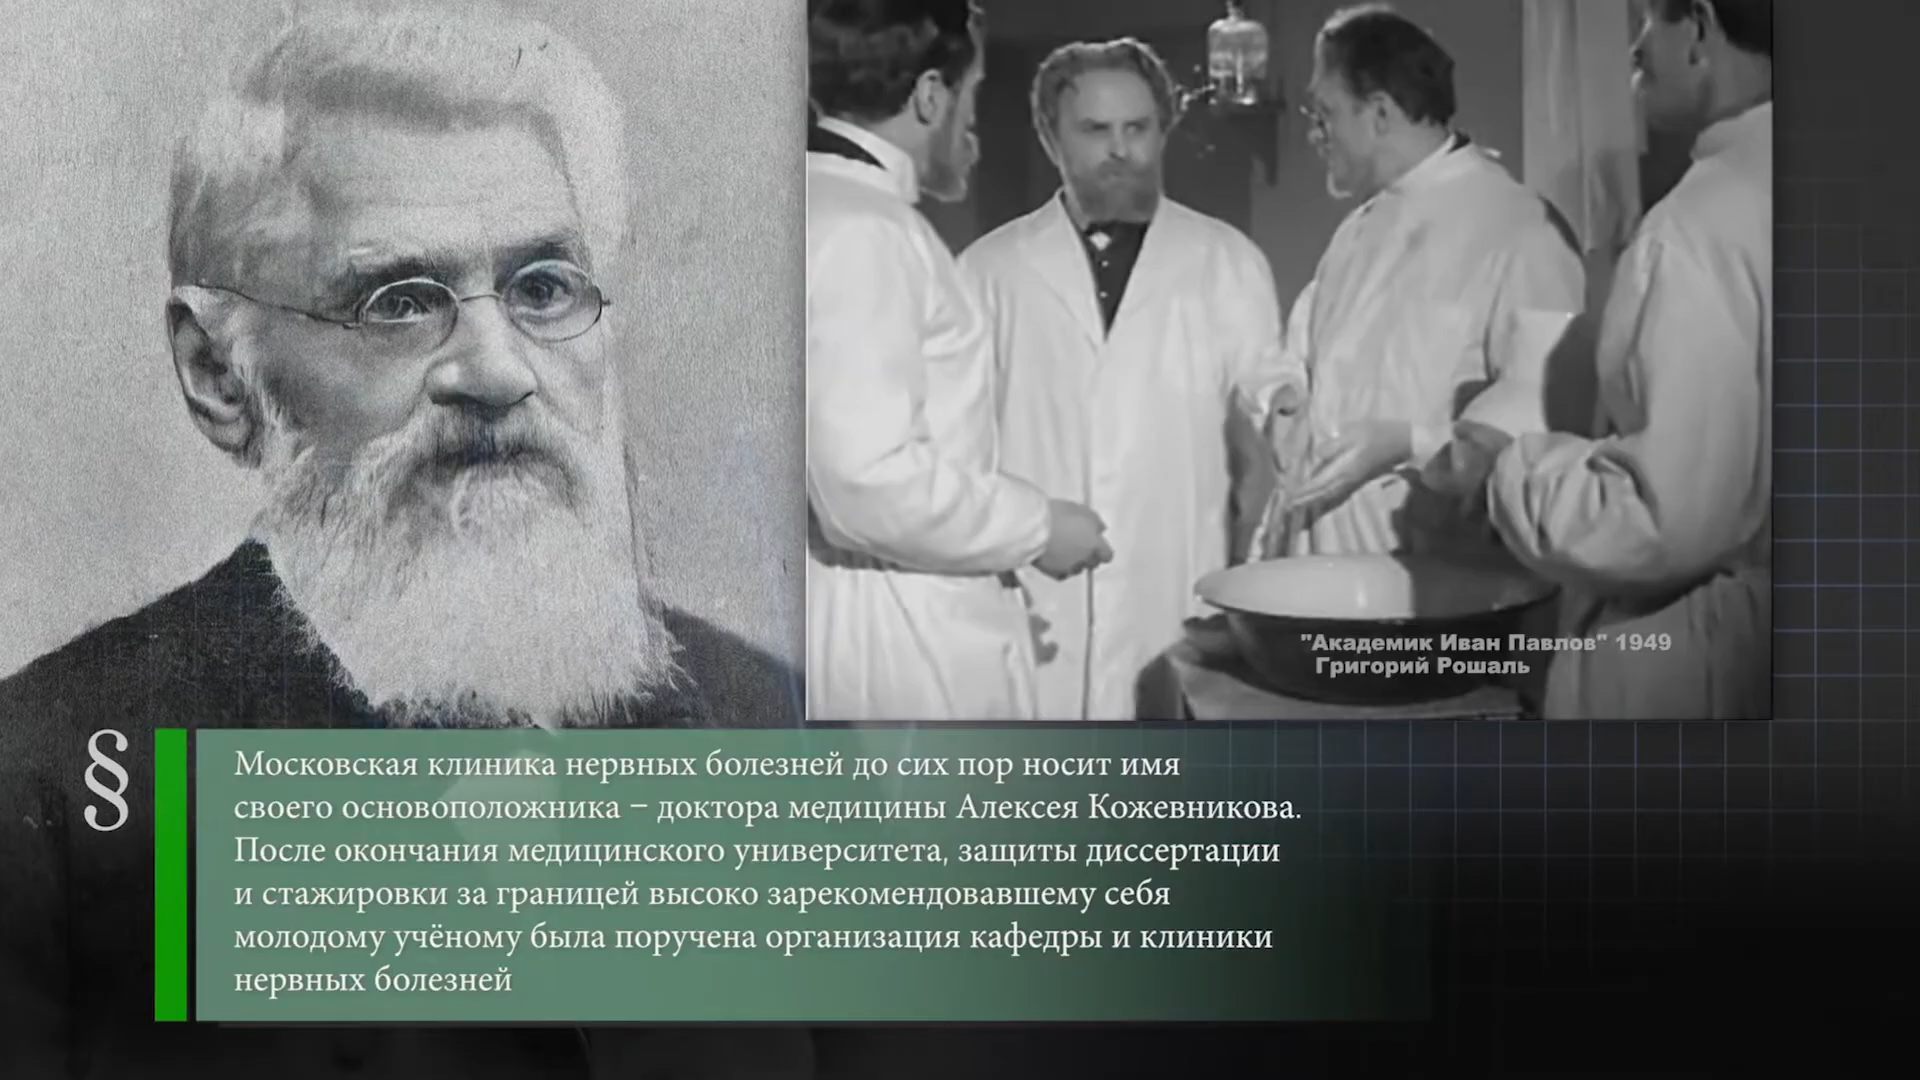 "Академик Иван Павлов" 1949
Григорий Рошаль
§
Московская клиника нервных болезней до сих пор носит имя
своего основоположника – доктора медицины Алексея Кожевникова.
После окончания медицинского университета, защиты диссертации
и стажировки за границей высоко зарекомендовавшему себя
молодому учёному была поручена организация кафедры и клиники
нервных болезней